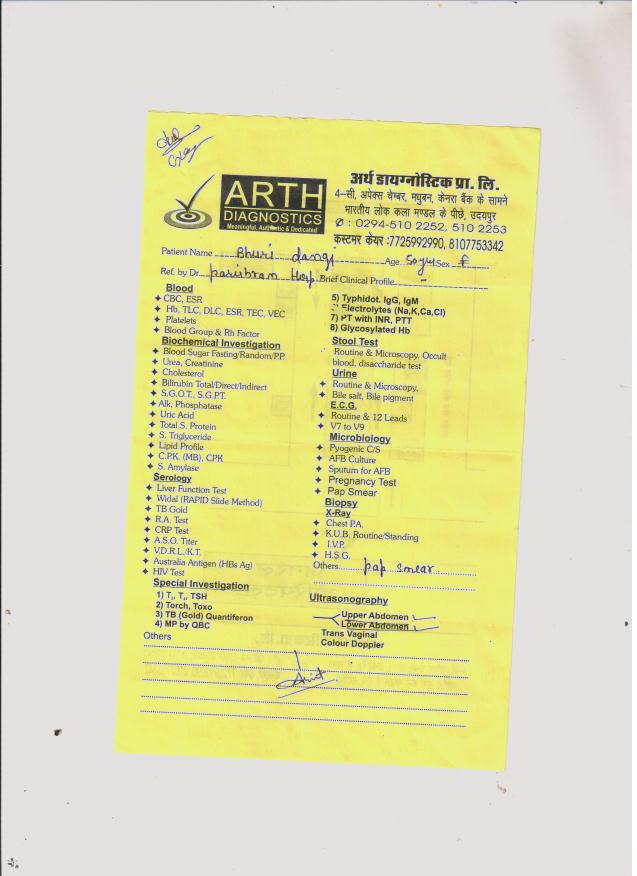 अर्थ डायग्नोस्टिक प्रा. लि.
4-सी, अपेक्स चेम्बर, मधुबन, केनरा बैंक के सामने
भारतीय लोक कला मण्डल के पीछे, उदयपुर
✆ : 0294-510 2252, 510 2253
कस्टमर केयर :7725992990, 8107753342
ARTH
DIAGNOSTICS
Meaningful, Authentic & Dedicated
Patient Name Bhuri dangi Age 50yr Sex F
Ref. by Dr. Hosp. Brief Clinical Profile -
Blood
CBC, ESR
Hb, TLC, DLC, ESR, TEC, VEC
Platelets
Blood Group & Rh Factor
Biochemical Investigation
Blood Sugar Fasting/Random/P.P.
Urea, Creatinine
Cholesterol
Bilirubin Total/Direct/Indirect
S.G.O.T., S.G.P.T.
Alk, Phosphatase
Uric Acid
Total S. Protein
S. Triglyceride
Lipid Profile
C.P.K. (MB), CPK
S. Amylase
Serology
Liver Function Test
Widal (RAPID Slide Method)
TB Gold
R.A. Test
CRP Test
A.S.O. Titer
V.D.R.L./K.T.
Australia Antigen (HBs Ag)
HIV Test
Special Investigation
1) T₃, T₄, TSH
2) Torch, Toxo
3) TB (Gold) Quantiferon
4) MP by QBC
Others
5) Typhidot. IgG, IgM
Electrolytes (Na,K,Ca,Cl)
7) PT with INR, PTT
8) Glycosylated Hb
Stool Test
Routine & Microscopy, Occult
blood, disaccharide test
Urine
Routine & Microscopy,
Bile salt, Bile pigment
E.C.G.
Routine & 12 Leads
V7 to V9
Microbiology
Pyogenic C/S
AFB Culture
Sputum for AFB
Pregnancy Test
Pap Smear
Biopsy
X-Ray
Chest P.A.
K.U.B. Routine/Standing
I.V.P.
H.S.G.
Others pap smear
Ultrasonography
Upper Abdomen
Lower Abdomen
Trans Vaginal
Colour Doppler